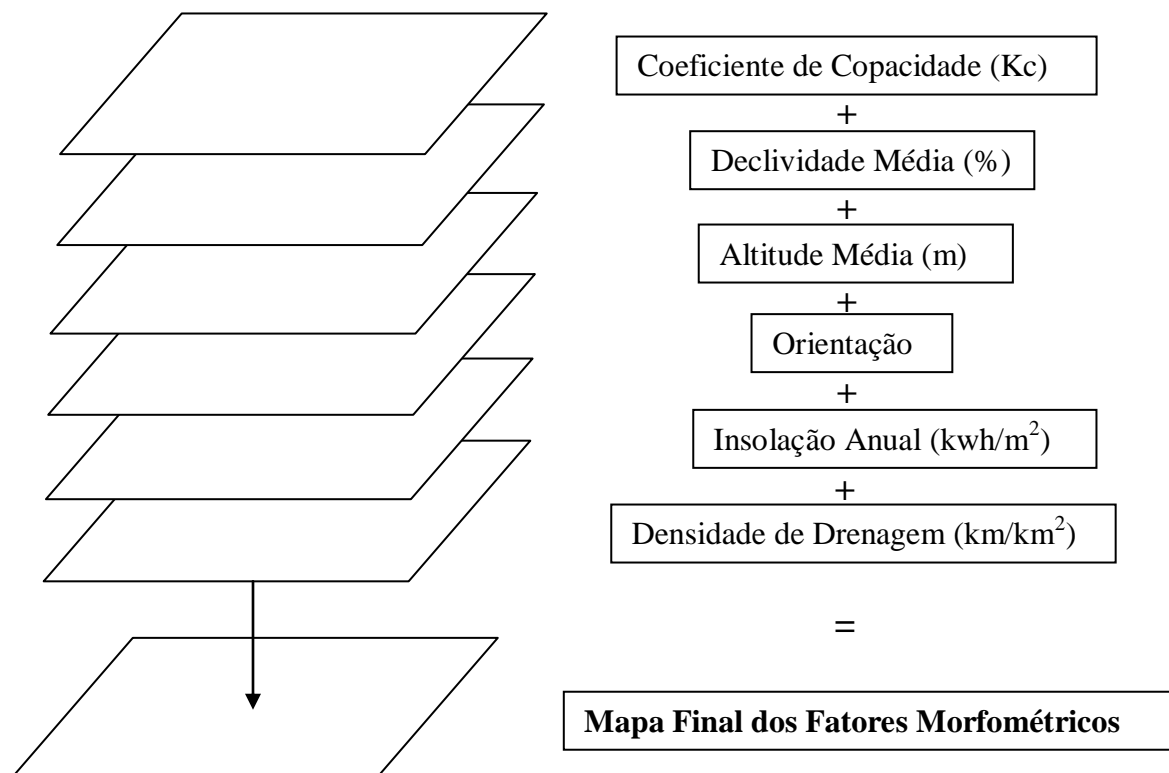 Coeficiente de Copacidade (Kc)
+
Declividade Média (%)
+
Altitude Média (m)
+
Orientação
+
Insolação Anual (kwh/m²)
+
Densidade de Drenagem (km/km²)
=
Mapa Final dos Fatores Morfométricos